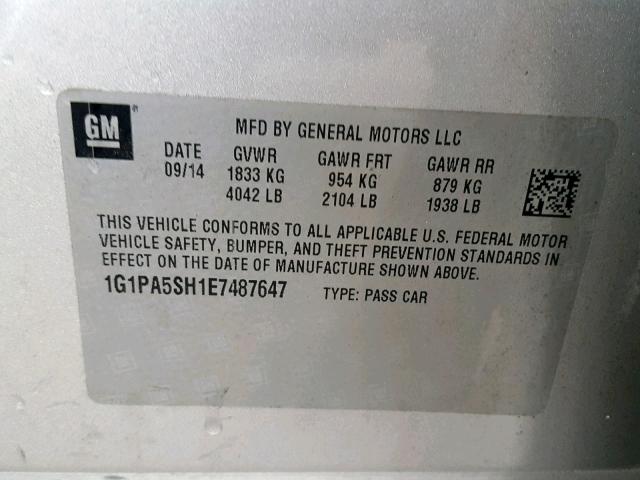 GM
MFD BY GENERAL MOTORS LLC
DATE GVWR GAWR FRT GAWR RR
09/14 1833 KG 954 KG 879 KG
4042 LB 2104 LB 1938 LB
THIS VEHICLE CONFORMS TO ALL APPLICABLE U.S. FEDERAL MOTOR
VEHICLE SAFETY, BUMPER, AND THEFT PREVENTION STANDARDS IN
EFFECT ON THE DATE OF MANUFACTURE SHOWN ABOVE.
1G1PA5SH1E7487647 TYPE: PASS CAR